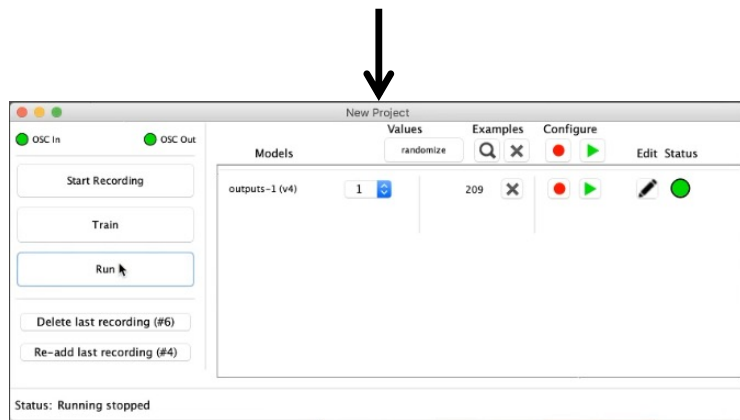 New Project
OSC In
OSC Out
Start Recording
Train
Run
Delete last recording (#6)
Re-add last recording (#4)
Values
Examples
Configure
Models
randomize
Edit Status
outputs-1 (v4)
1
209
Status: Running stopped